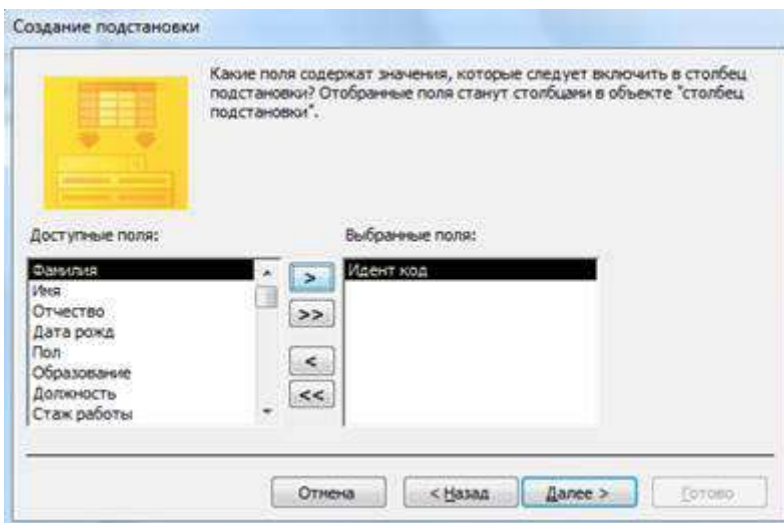 Создание подстановки
Какие поля содержат значения, которые следует включить в столбец
подстановки? Отобранные поля станут столбцами в объекте "столбец
подстановки".
Доступные поля:
Выбранные поля:
Фамилия
Имя
Отчество
Дата рожд
Пол
Образование
Должность
Стаж работы
>
>>
<
<<
Идент код
Отмена
< Назад
Далее >
Готово